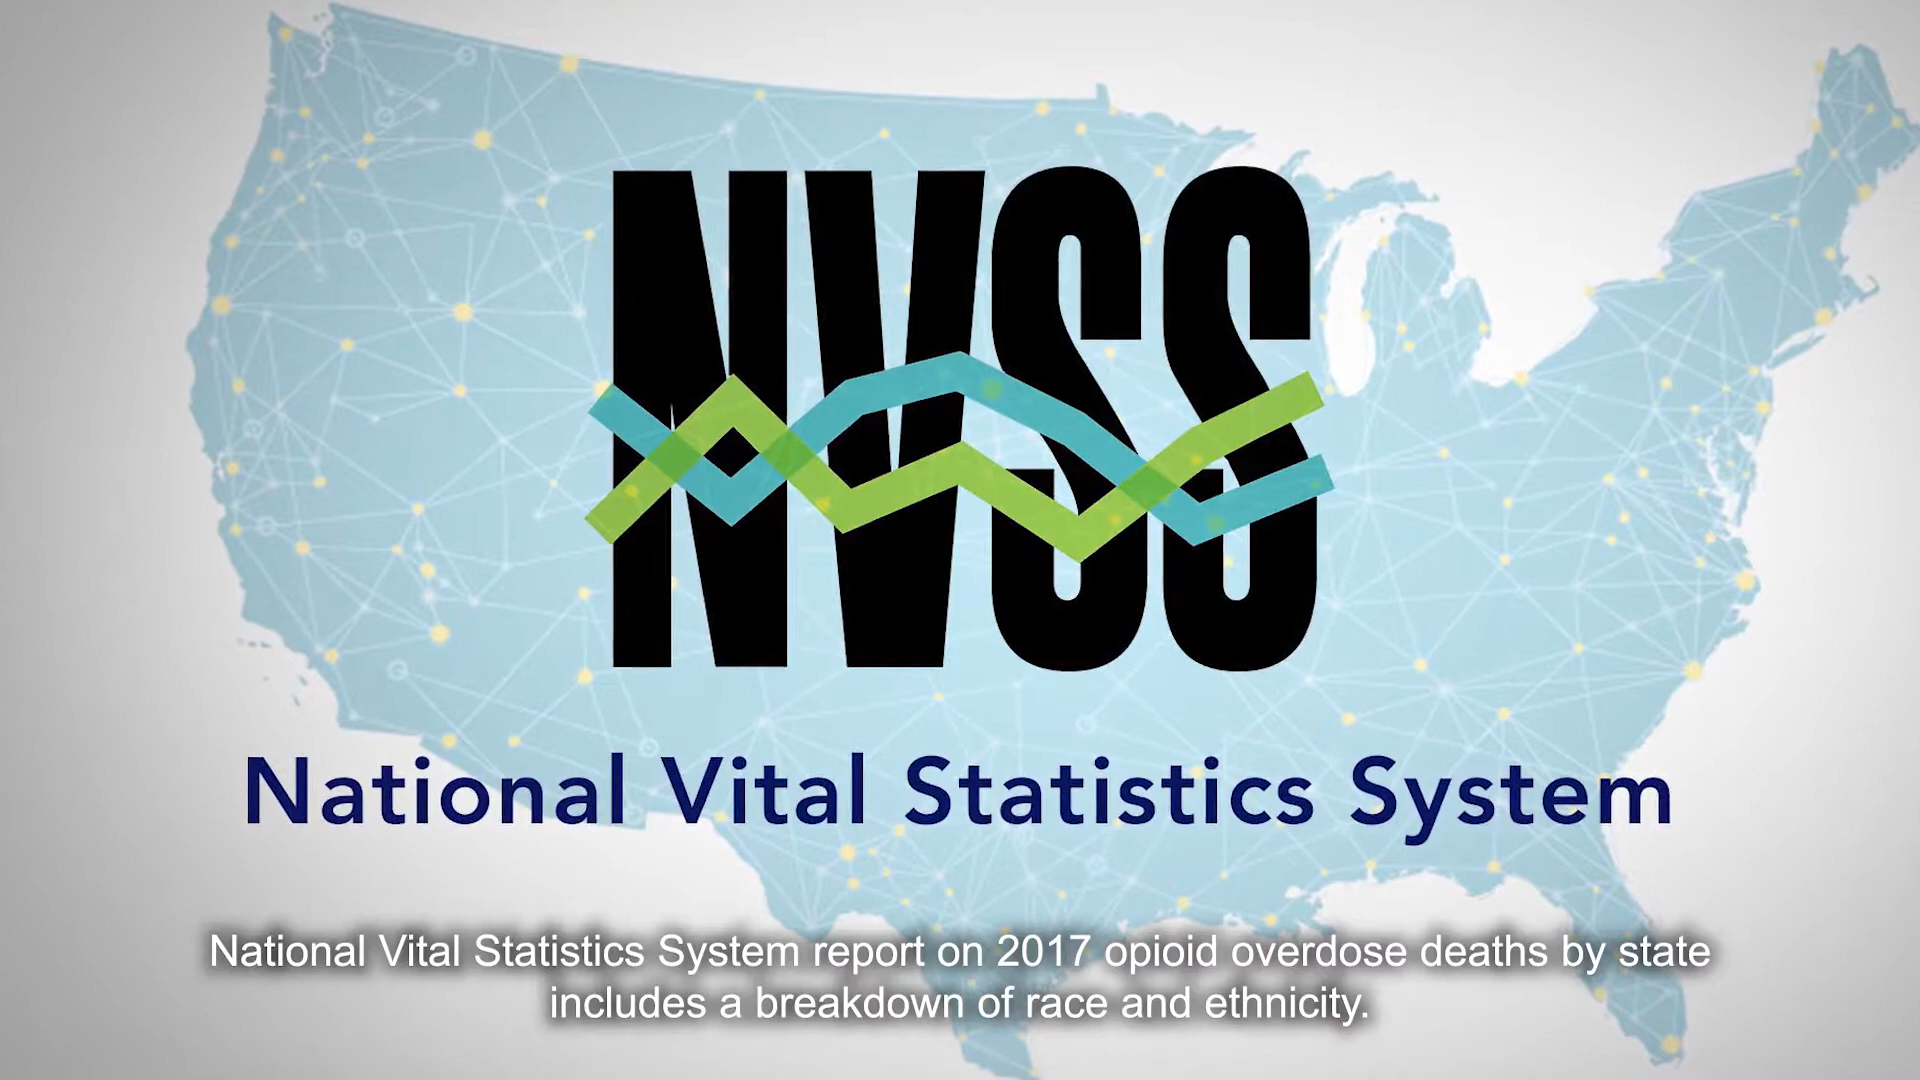 NVSS
National Vital Statistics System
National Vital Statistics System report on 2017 opioid overdose deaths by state
includes a breakdown of race and ethnicity.